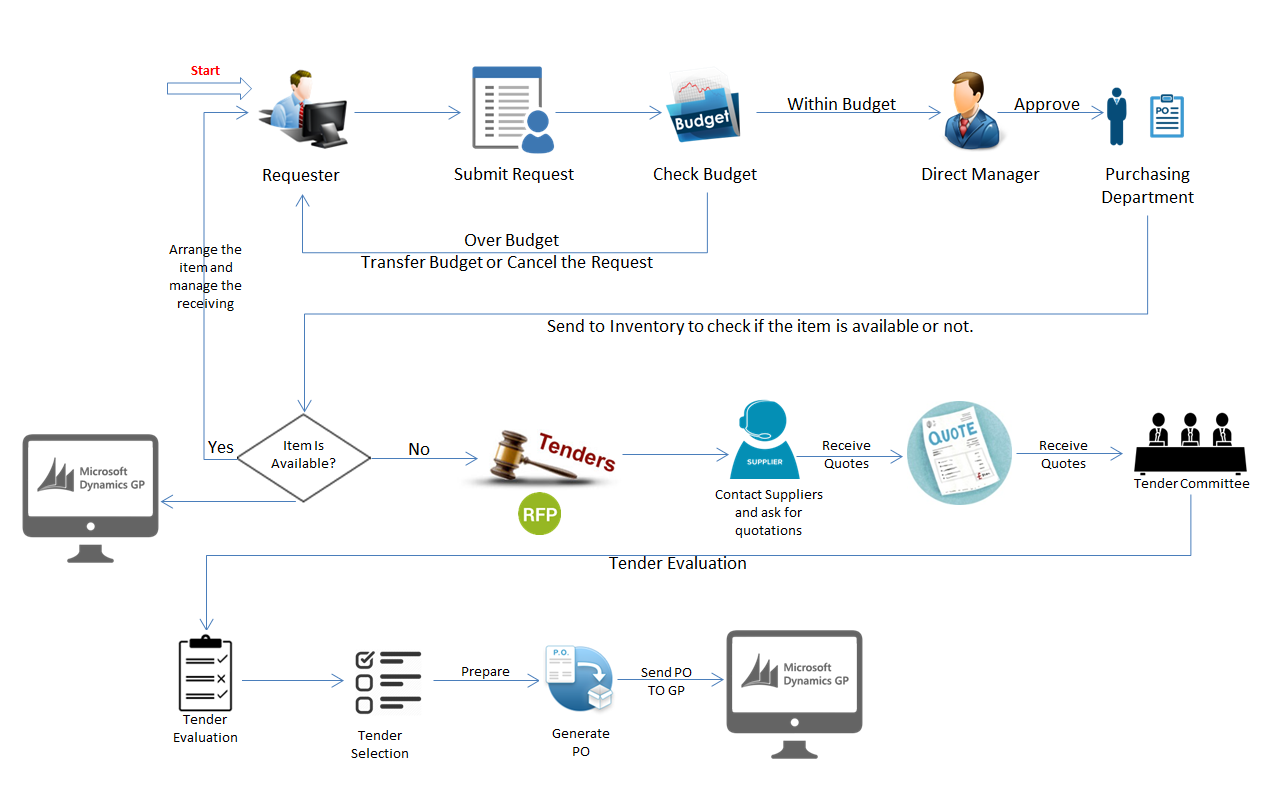 Start
Budget
Within Budget
Approve
PO
Requester
Submit Request
Check Budget
Direct Manager
Purchasing
Department
Over Budget
Transfer Budget or Cancel the Request
Arrange the
item and
manage the
receiving
Send to Inventory to check if the item is available or not.
Yes
Item Is
Available?
No
Microsoft
Dynamics GP
Tenders
RFP
SUPPLIER
Contact Suppliers
and ask for
quotations
Receive
Quotes
QUOTE
Receive
Quotes
Tender Committee
Tender Evaluation
Tender
Evaluation
Tender
Selection
Prepare
P.O.
Generate
PO
Send PO
TO GP
Microsoft
Dynamics GP